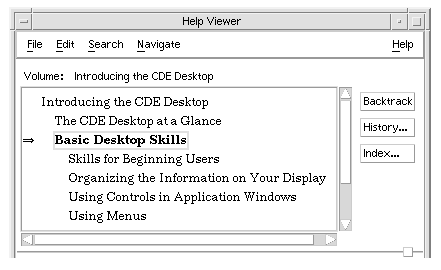 Help Viewer
File Edit Search Navigate Help
Volume: Introducing the CDE Desktop
Introducing the CDE Desktop
The CDE Desktop at a Glance
⇒ Basic Desktop Skills
Skills for Beginning Users
Organizing the Information on Your Display
Using Controls in Application Windows
Using Menus
Backtrack
History...
Index...